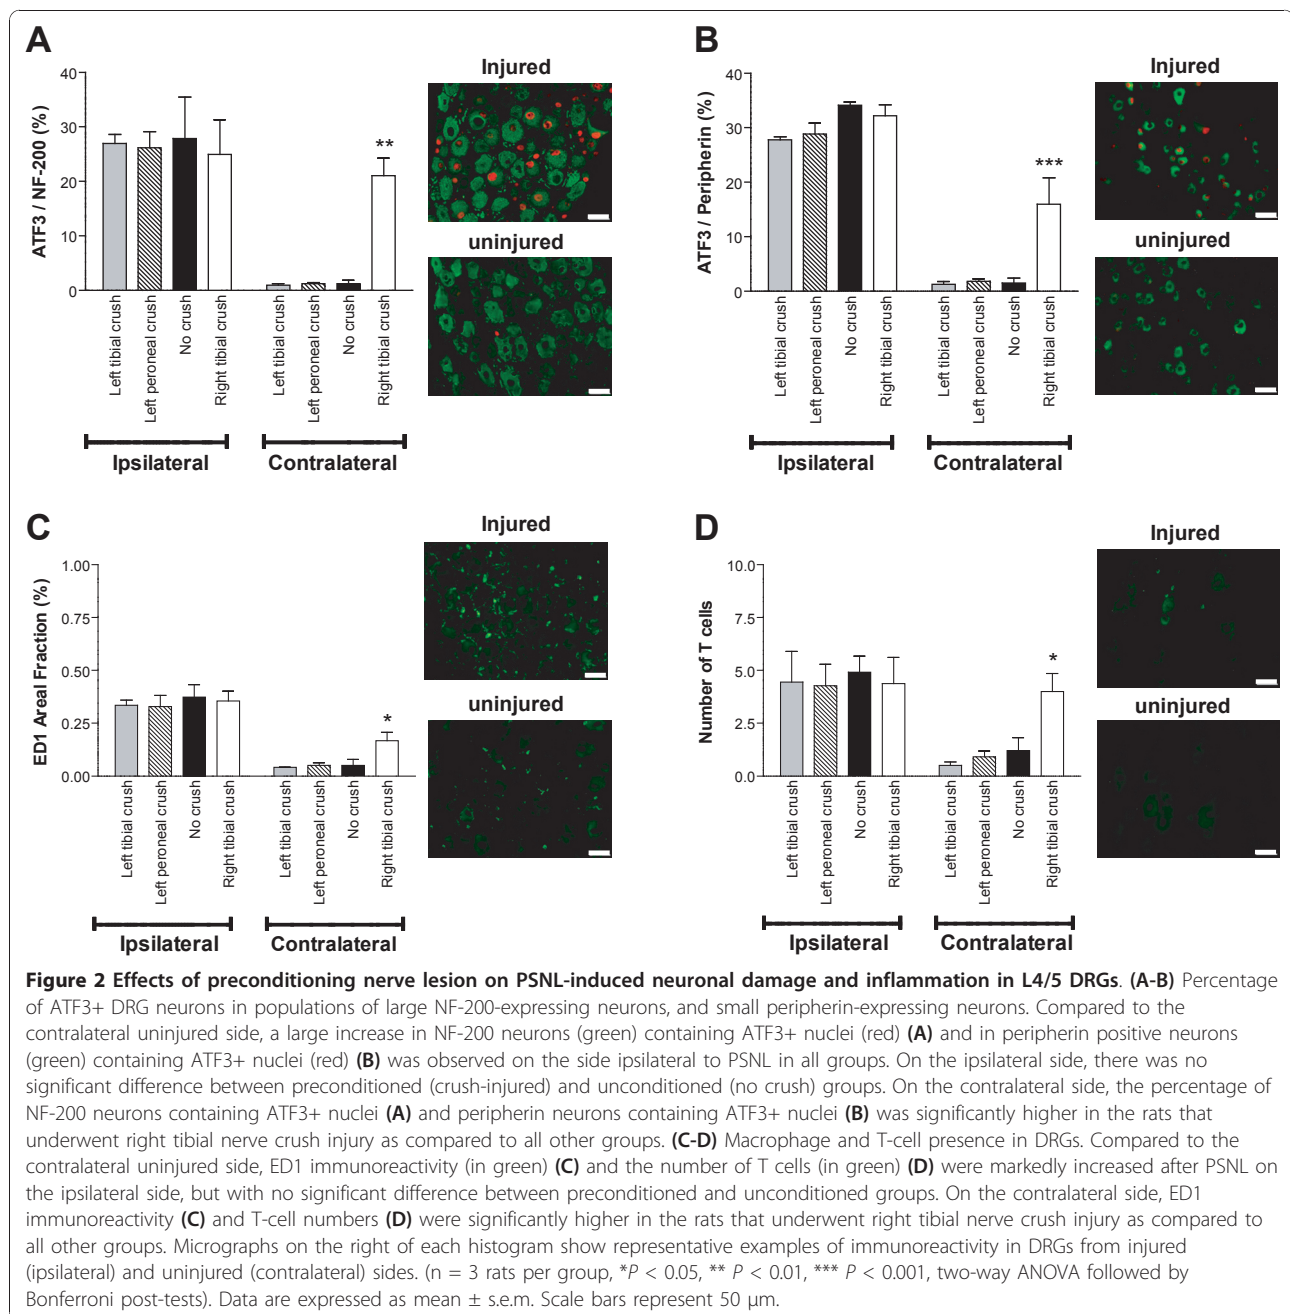 A
ATF3 / NF-200 (%)
40
30
20
10
0
**
Left tibial crush
Left peroneal crush
No crush
Right tibial crush
Left tibial crush
Left peroneal crush
No crush
Right tibial crush
Ipsilateral
Contralateral
Injured
uninjured
B
ATF3 / Peripherin (%)
40
30
20
10
0
***
Left tibial crush
Left peroneal crush
No crush
Right tibial crush
Left tibial crush
Left peroneal crush
No crush
Right tibial crush
Ipsilateral
Contralateral
Injured
uninjured
C
ED1 Areal Fraction (%)
1.00
0.75
0.50
0.25
0.00
*
Left tibial crush
Left peroneal crush
No crush
Right tibial crush
Left tibial crush
Left peroneal crush
No crush
Right tibial crush
Ipsilateral
Contralateral
Injured
uninjured
D
Number of T cells
10.0
7.5
5.0
2.5
0.0
*
Left tibial crush
Left peroneal crush
No crush
Right tibial crush
Left tibial crush
Left peroneal crush
No crush
Right tibial crush
Ipsilateral
Contralateral
Injured
uninjured
Figure 2 Effects of preconditioning nerve lesion on PSNL-induced neuronal damage and inflammation in L4/5 DRGs. (A-B) Percentage
of ATF3+ DRG neurons in populations of large NF-200-expressing neurons, and small peripherin-expressing neurons. Compared to the
contralateral uninjured side, a large increase in NF-200 neurons (green) containing ATF3+ nuclei (red) (A) and in peripherin positive neurons
(green) containing ATF3+ nuclei (red) (B) was observed on the side ipsilateral to PSNL in all groups. On the ipsilateral side, there was no
significant difference between preconditioned (crush-injured) and unconditioned (no crush) groups. On the contralateral side, the percentage of
NF-200 neurons containing ATF3+ nuclei (A) and peripherin neurons containing ATF3+ nuclei (B) was significantly higher in the rats that
underwent right tibial nerve crush injury as compared to all other groups. (C-D) Macrophage and T-cell presence in DRGs. Compared to the
contralateral uninjured side, ED1 immunoreactivity (in green) (C) and the number of T cells (in green) (D) were markedly increased after PSNL on
the ipsilateral side, but with no significant difference between preconditioned and unconditioned groups. On the contralateral side, ED1
immunoreactivity (C) and T-cell numbers (D) were significantly higher in the rats that underwent right tibial nerve crush injury as compared to
all other groups. Micrographs on the right of each histogram show representative examples of immunoreactivity in DRGs from injured
(ipsilateral) and uninjured (contralateral) sides. (n = 3 rats per group, *P < 0.05, ** P < 0.01, *** P < 0.001, two-way ANOVA followed by
Bonferroni post-tests). Data are expressed as mean ± s.e.m. Scale bars represent 50 μm.